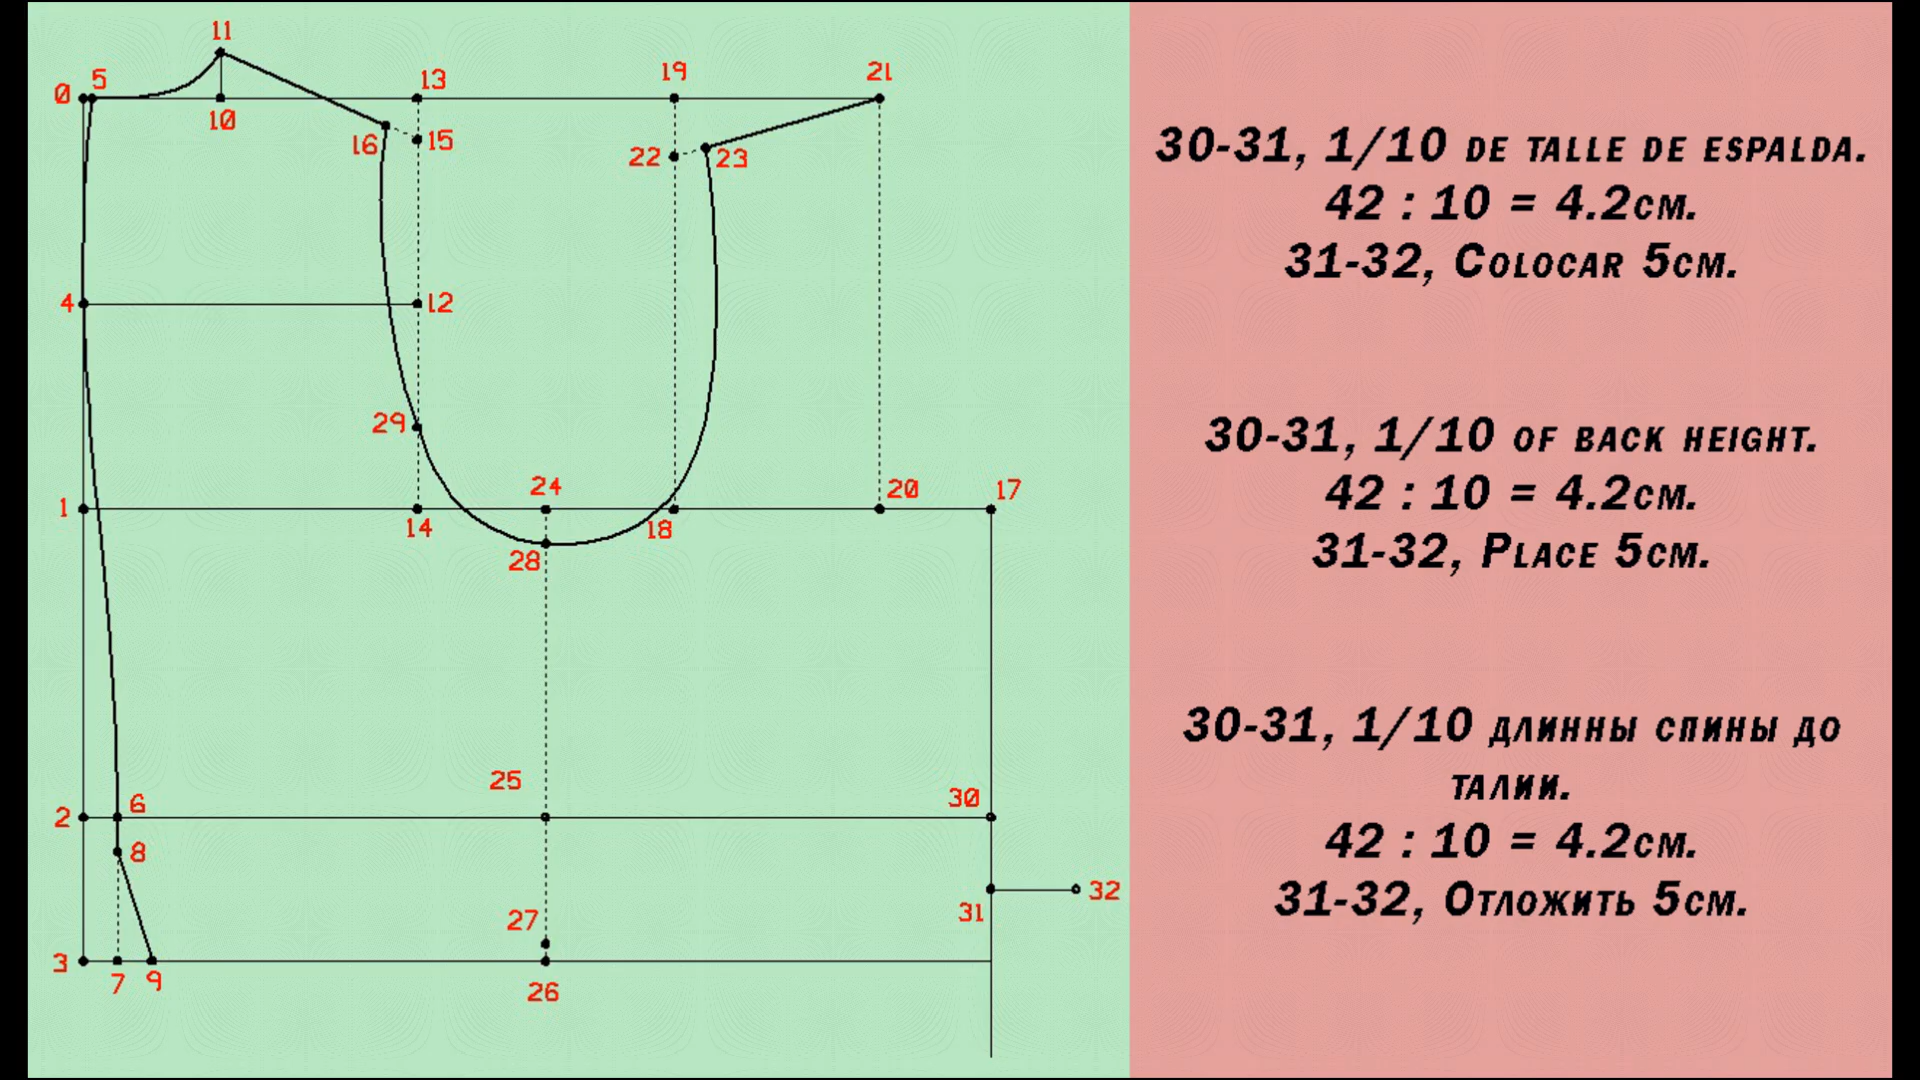 11
0 5 13 19 21
10
16 15
22 23
4 12
29
24 20 17
1
14 18
28
25
6 30
2
8
32
31
27
3
7 9
26
30-31, 1/10 DE TALLE DE ESPALDA.
42 : 10 = 4.2CM.
31-32, COLOCAR 5CM.
30-31, 1/10 OF BACK HEIGHT.
42 : 10 = 4.2CM.
31-32, PLACE 5CM.
30-31, 1/10 ДЛИННЫ СПИНЫ ДО
ТАЛИИ.
42 : 10 = 4.2СМ.
31-32, ОТЛОЖИТЬ 5СМ.